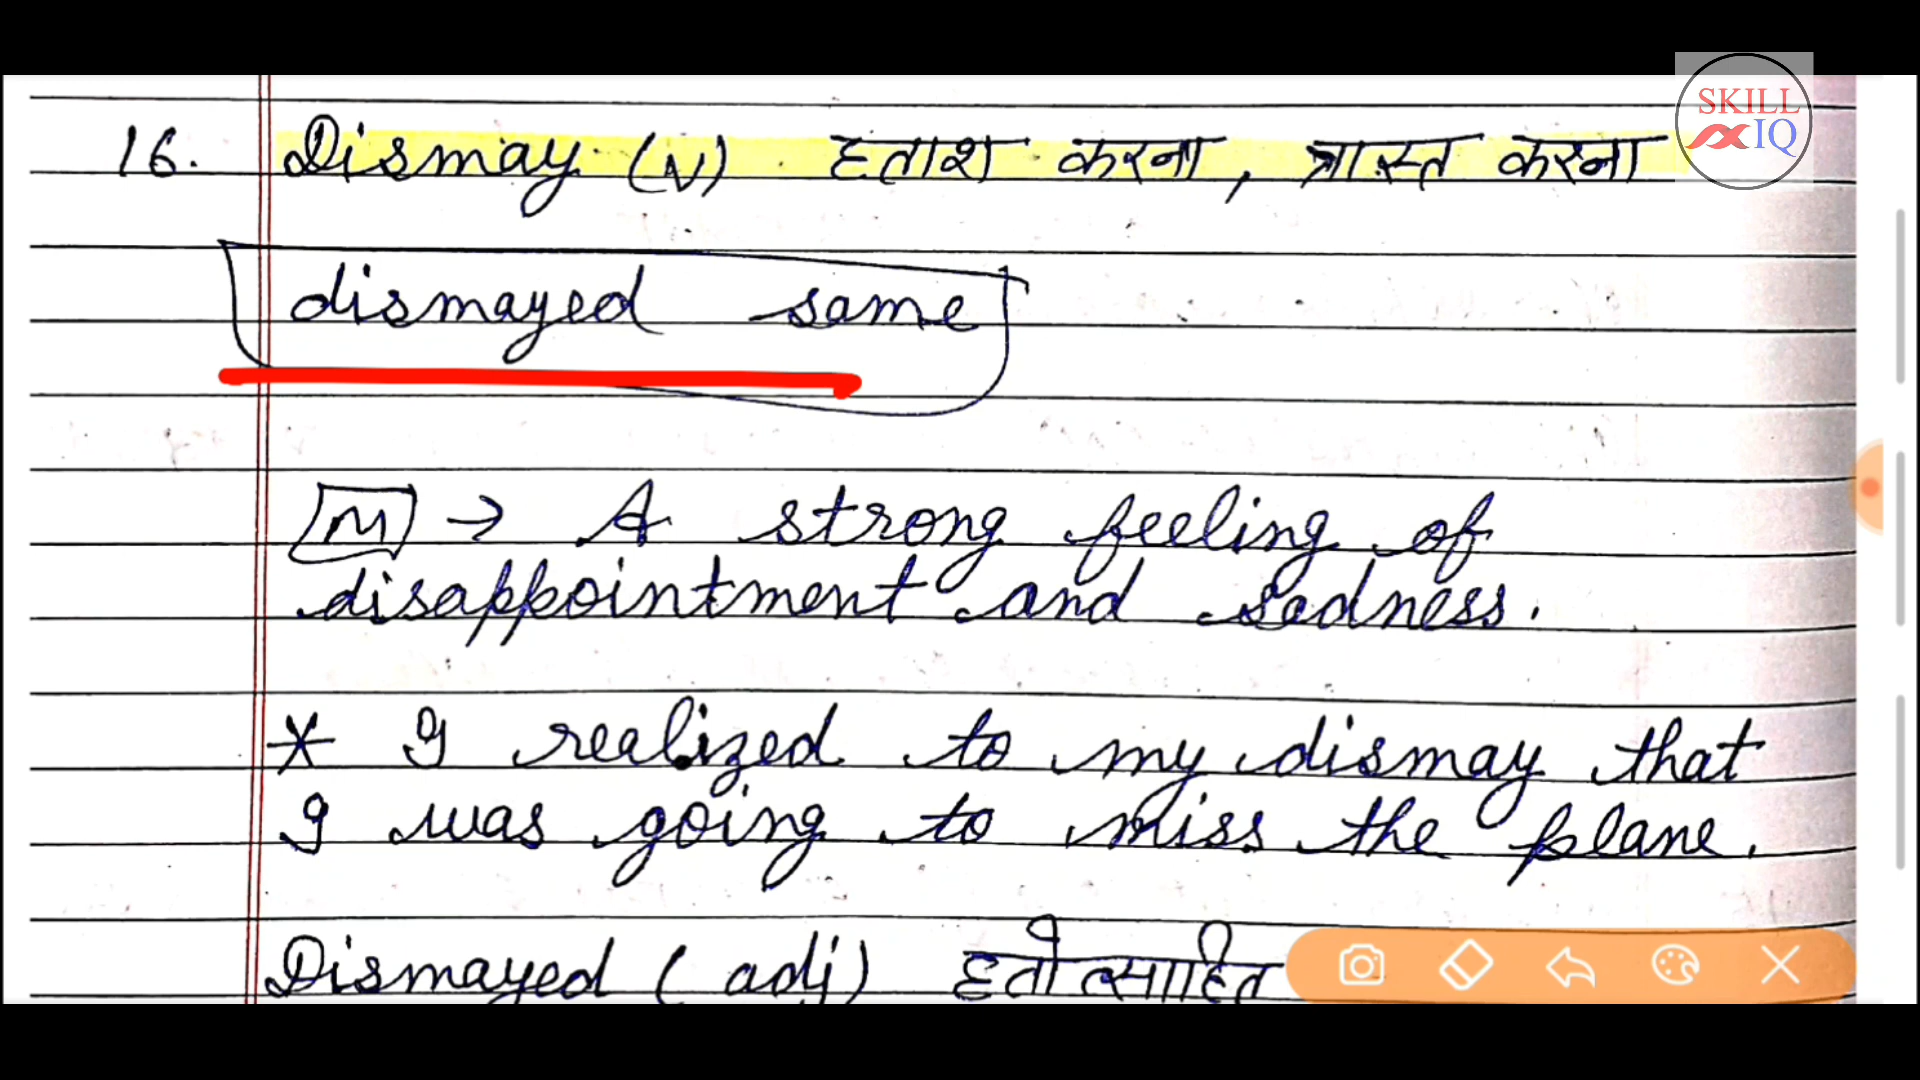 SKILL
IQ
16. Dismay (v) हताश करना, त्रास्त करना
dismayed same
M → A strong feeling of
disappointment and sadness.
* I realized to my dismay that
I was going to miss the plane.
Dismayed (adj) हतोत्साहित